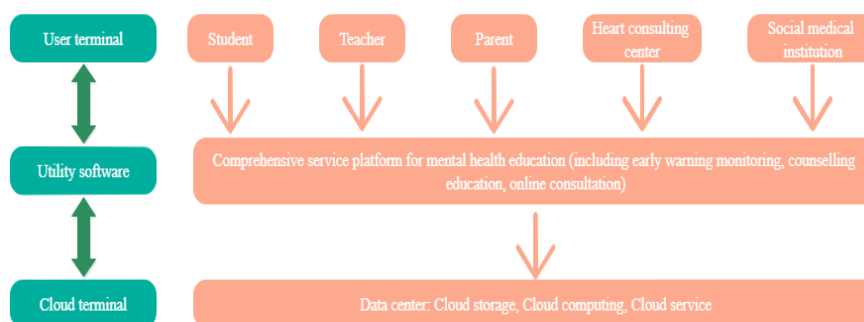 User terminal
Student
Teacher
Parent
Heart consulting
center
Social medical
institution
Utility software
Comprehensive service platform for mental health education (including early warning monitoring, counselling
education, online consultation)
Cloud terminal
Data center: Cloud storage, Cloud computing, Cloud service